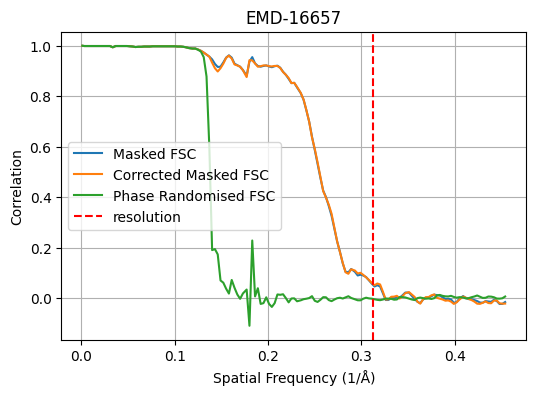 EMD-16657
1.0
0.8
0.6
0.4
0.2
0.0
Correlation
Masked FSC
Corrected Masked FSC
Phase Randomised FSC
resolution
0.0 0.1 0.2 0.3 0.4
Spatial Frequency (1/Å)